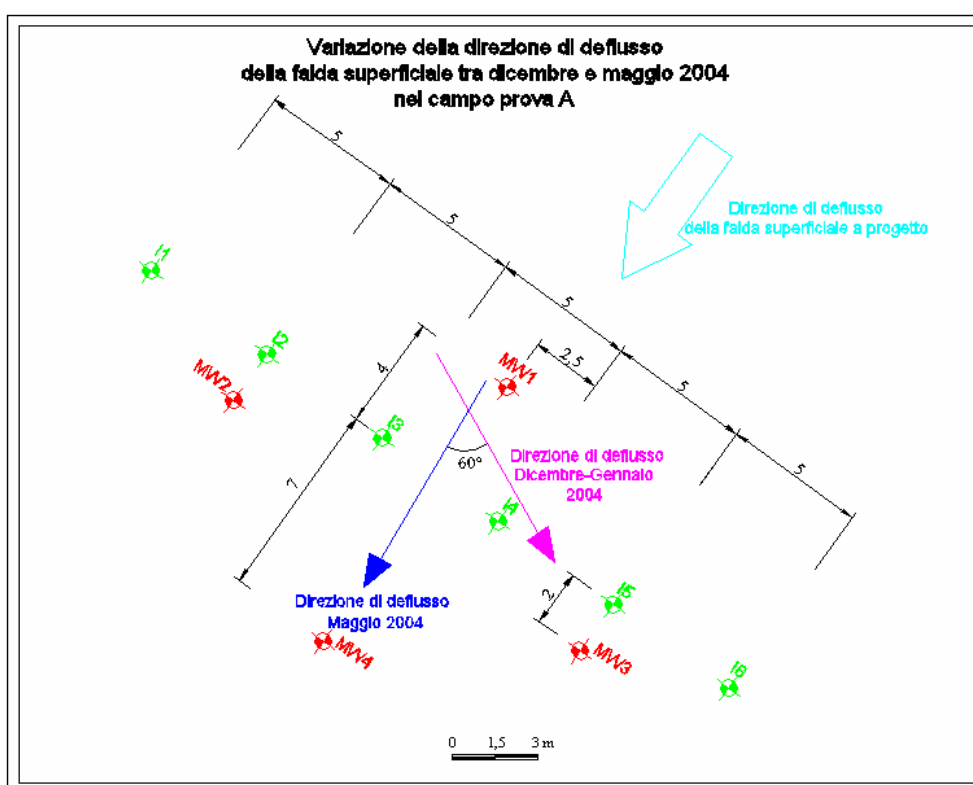 Variazione della direzione di deflusso
della falda superficiale tra dicembre e maggio 2004
nel campo prova A
5
5
5
5
5
Direzione di deflusso
della falda superficiale a progetto
I1
I2
MW2
4
MW1
2,5
I3
7
60°
Direzione di deflusso
Dicembre-Gennaio
2004
I4
Direzione di deflusso
Maggio 2004
2
I5
MW4
MW3
I6
0 1,5 3 m